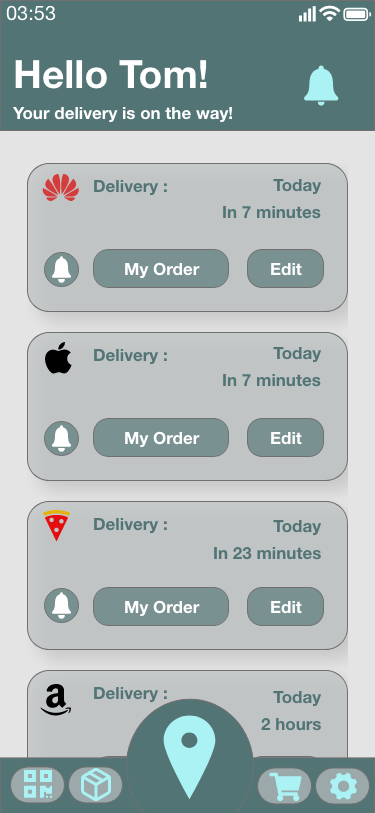 03:53
Hello Tom!
Your delivery is on the way!
Delivery :
Today
In 7 minutes
My Order
Edit
Delivery :
Today
In 7 minutes
My Order
Edit
Delivery :
Today
In 23 minutes
My Order
Edit
Delivery :
Today
2 hours